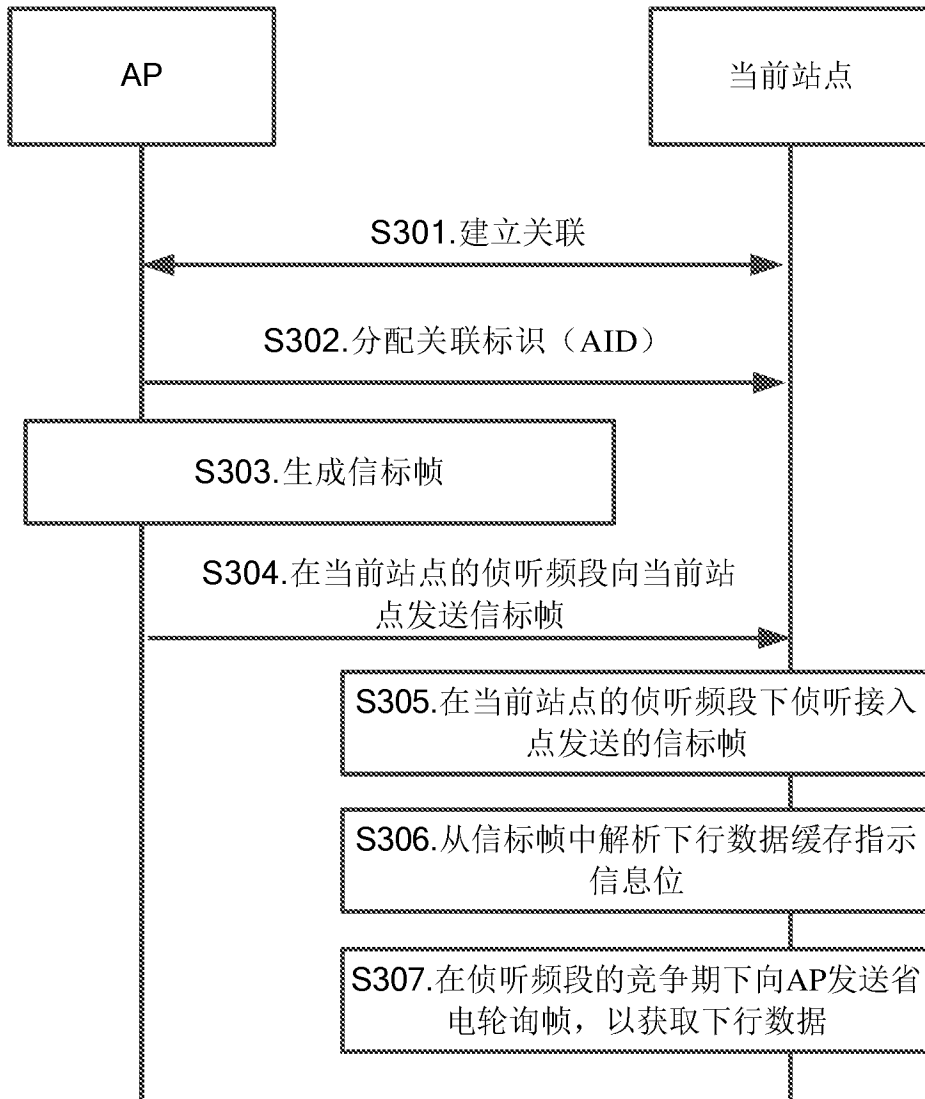 AP
当前站点
S301.建立关联
S302.分配关联标识（AID）
S303.生成信标帧
S304.在当前站点的侦听频段向当前站
点发送信标帧
S305.在当前站点的侦听频段下侦听接入
点发送的信标帧
S306.从信标帧中解析下行数据缓存指示
信息位
S307.在侦听频段的竞争期下向AP发送省
电轮询帧，以获取下行数据